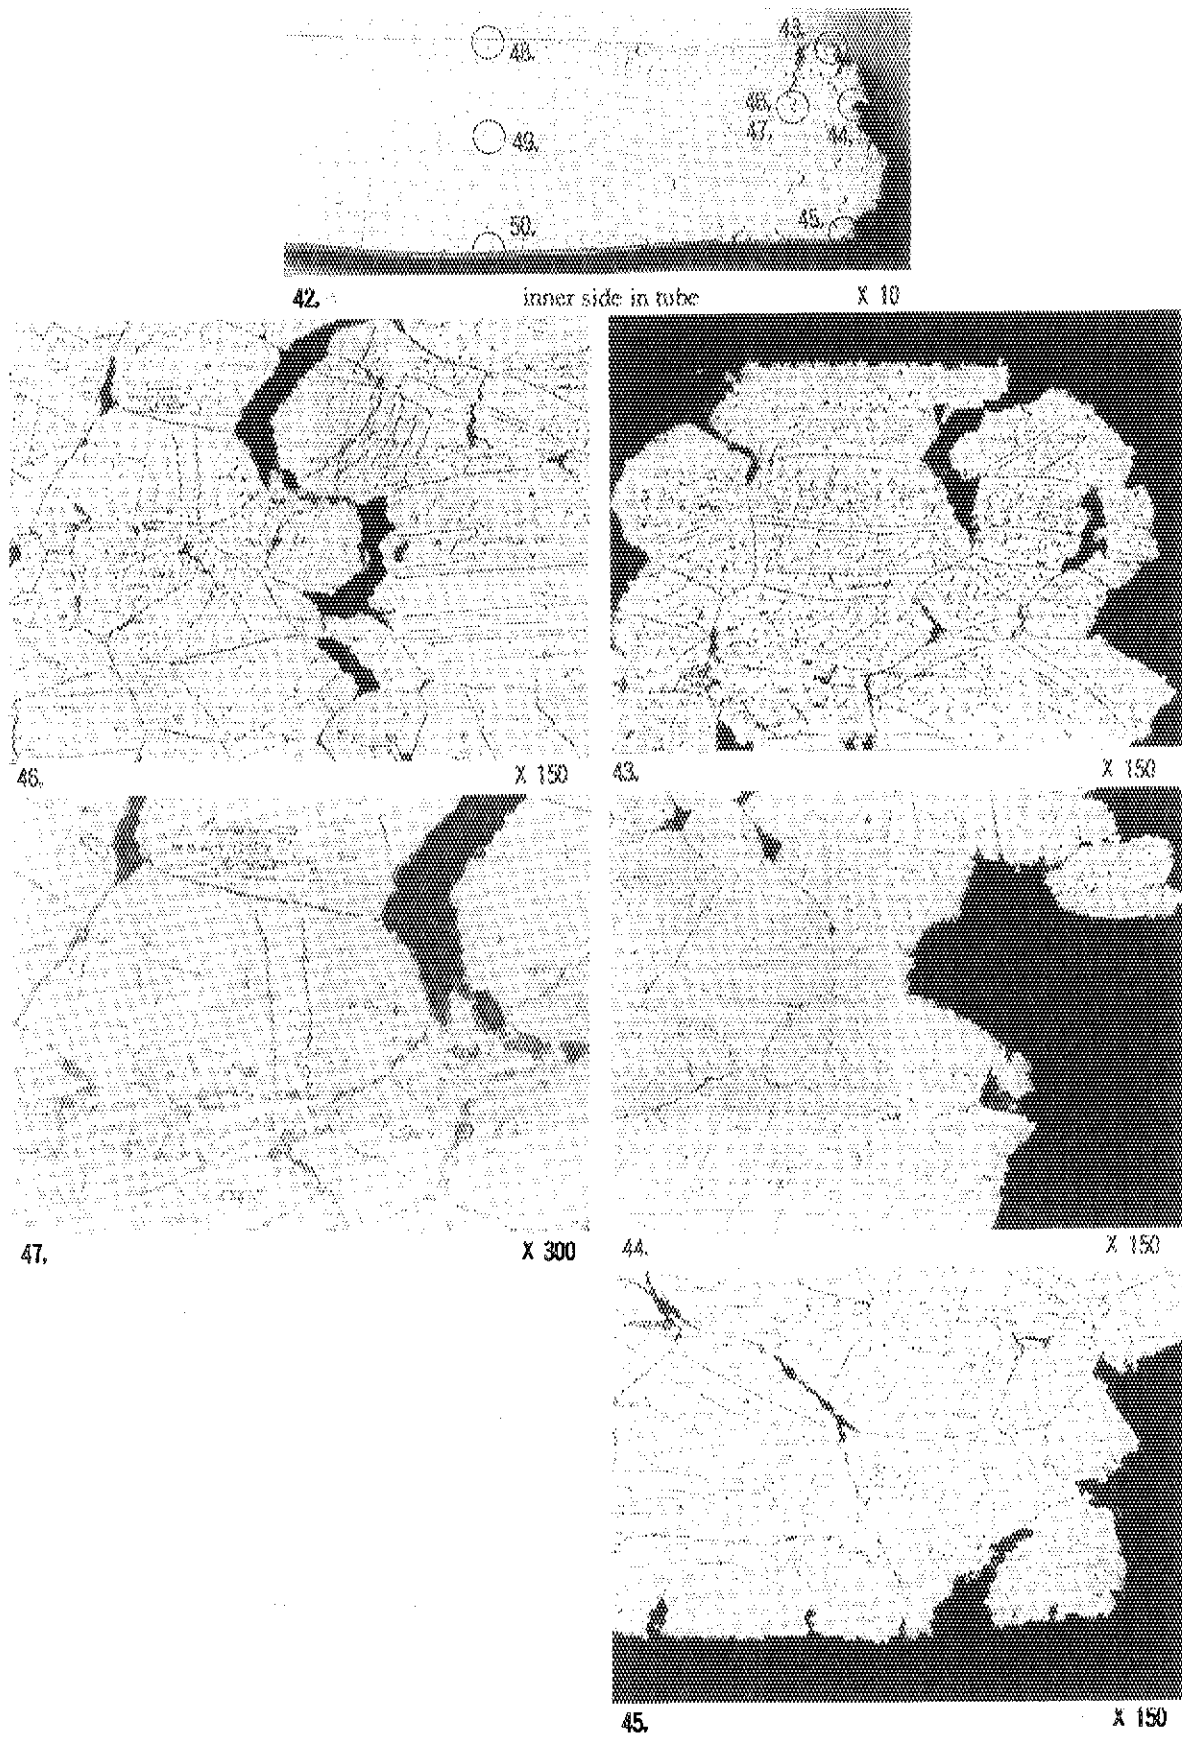 43.
48.
46.
47.
44.
49.
50.
45.
42. inner side in tube X 10
46. X 150
43. X 150
47. X 300
44. X 150
45. X 150